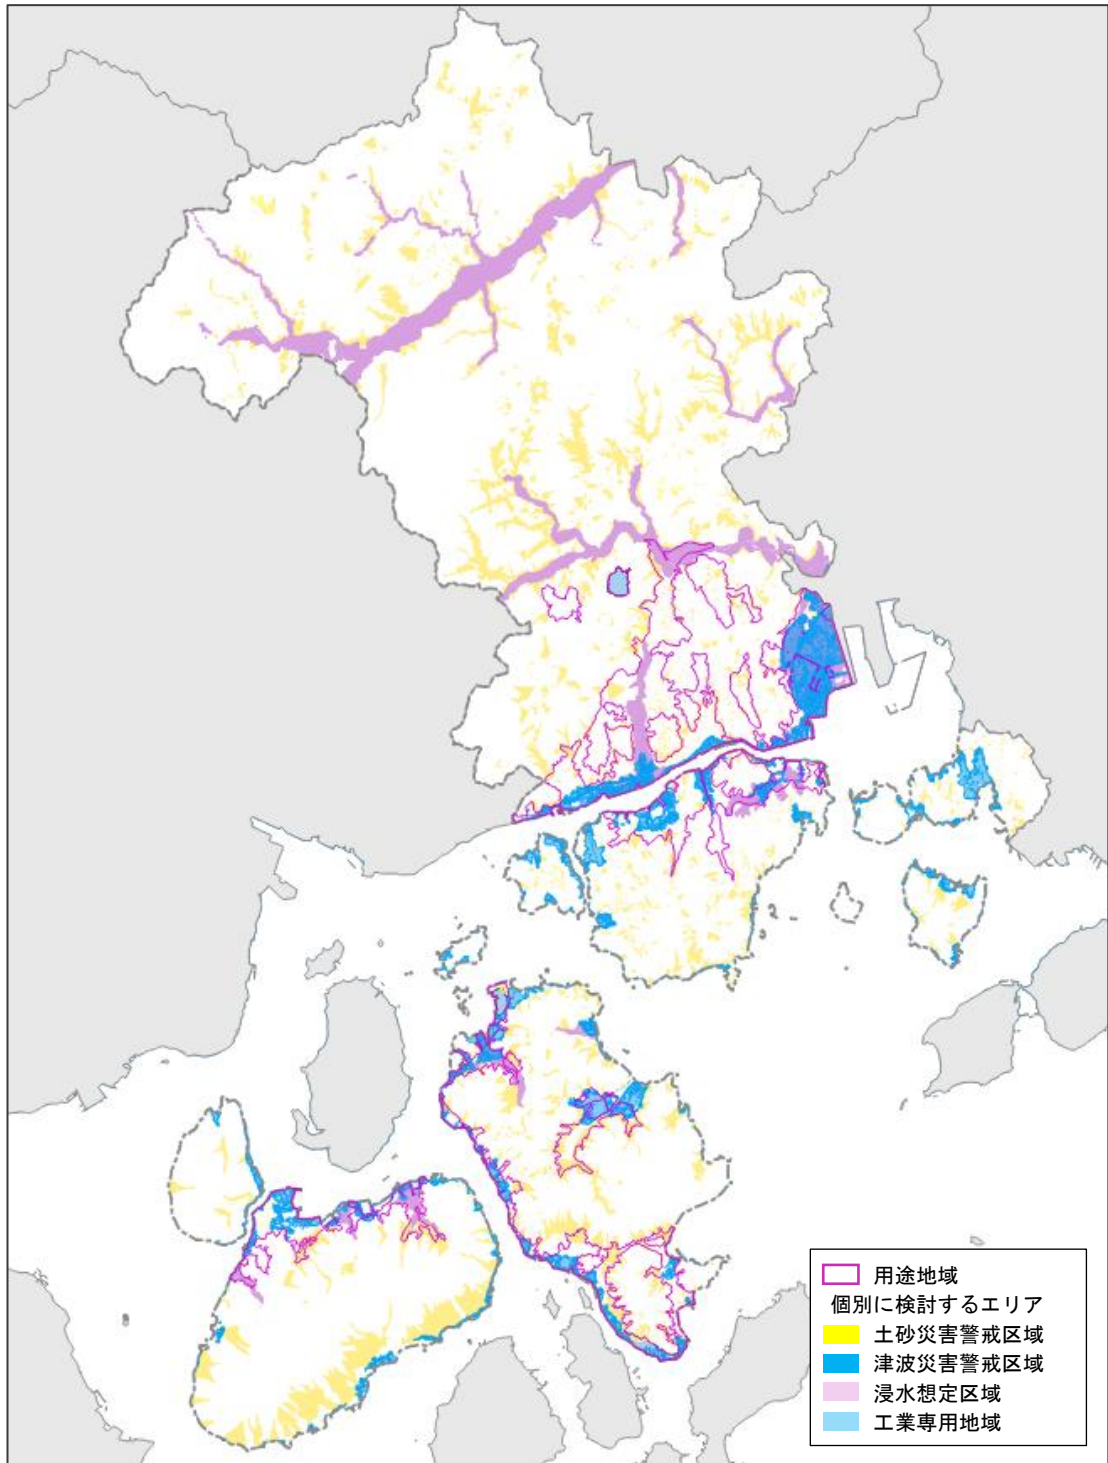 用途地域
個別に検討するエリア
土砂災害警戒区域
津波災害警戒区域
浸水想定区域
工業専用地域